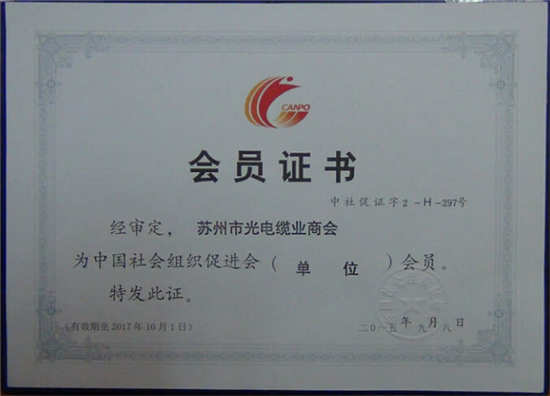 CANPO
会员证书
中社促证字2-H-297号
经审定，苏州市光电缆业商会
为中国社会组织促进会（单位）会员。
特发此证。
（有效期至2017年10月1日）
二〇一五年九月八日